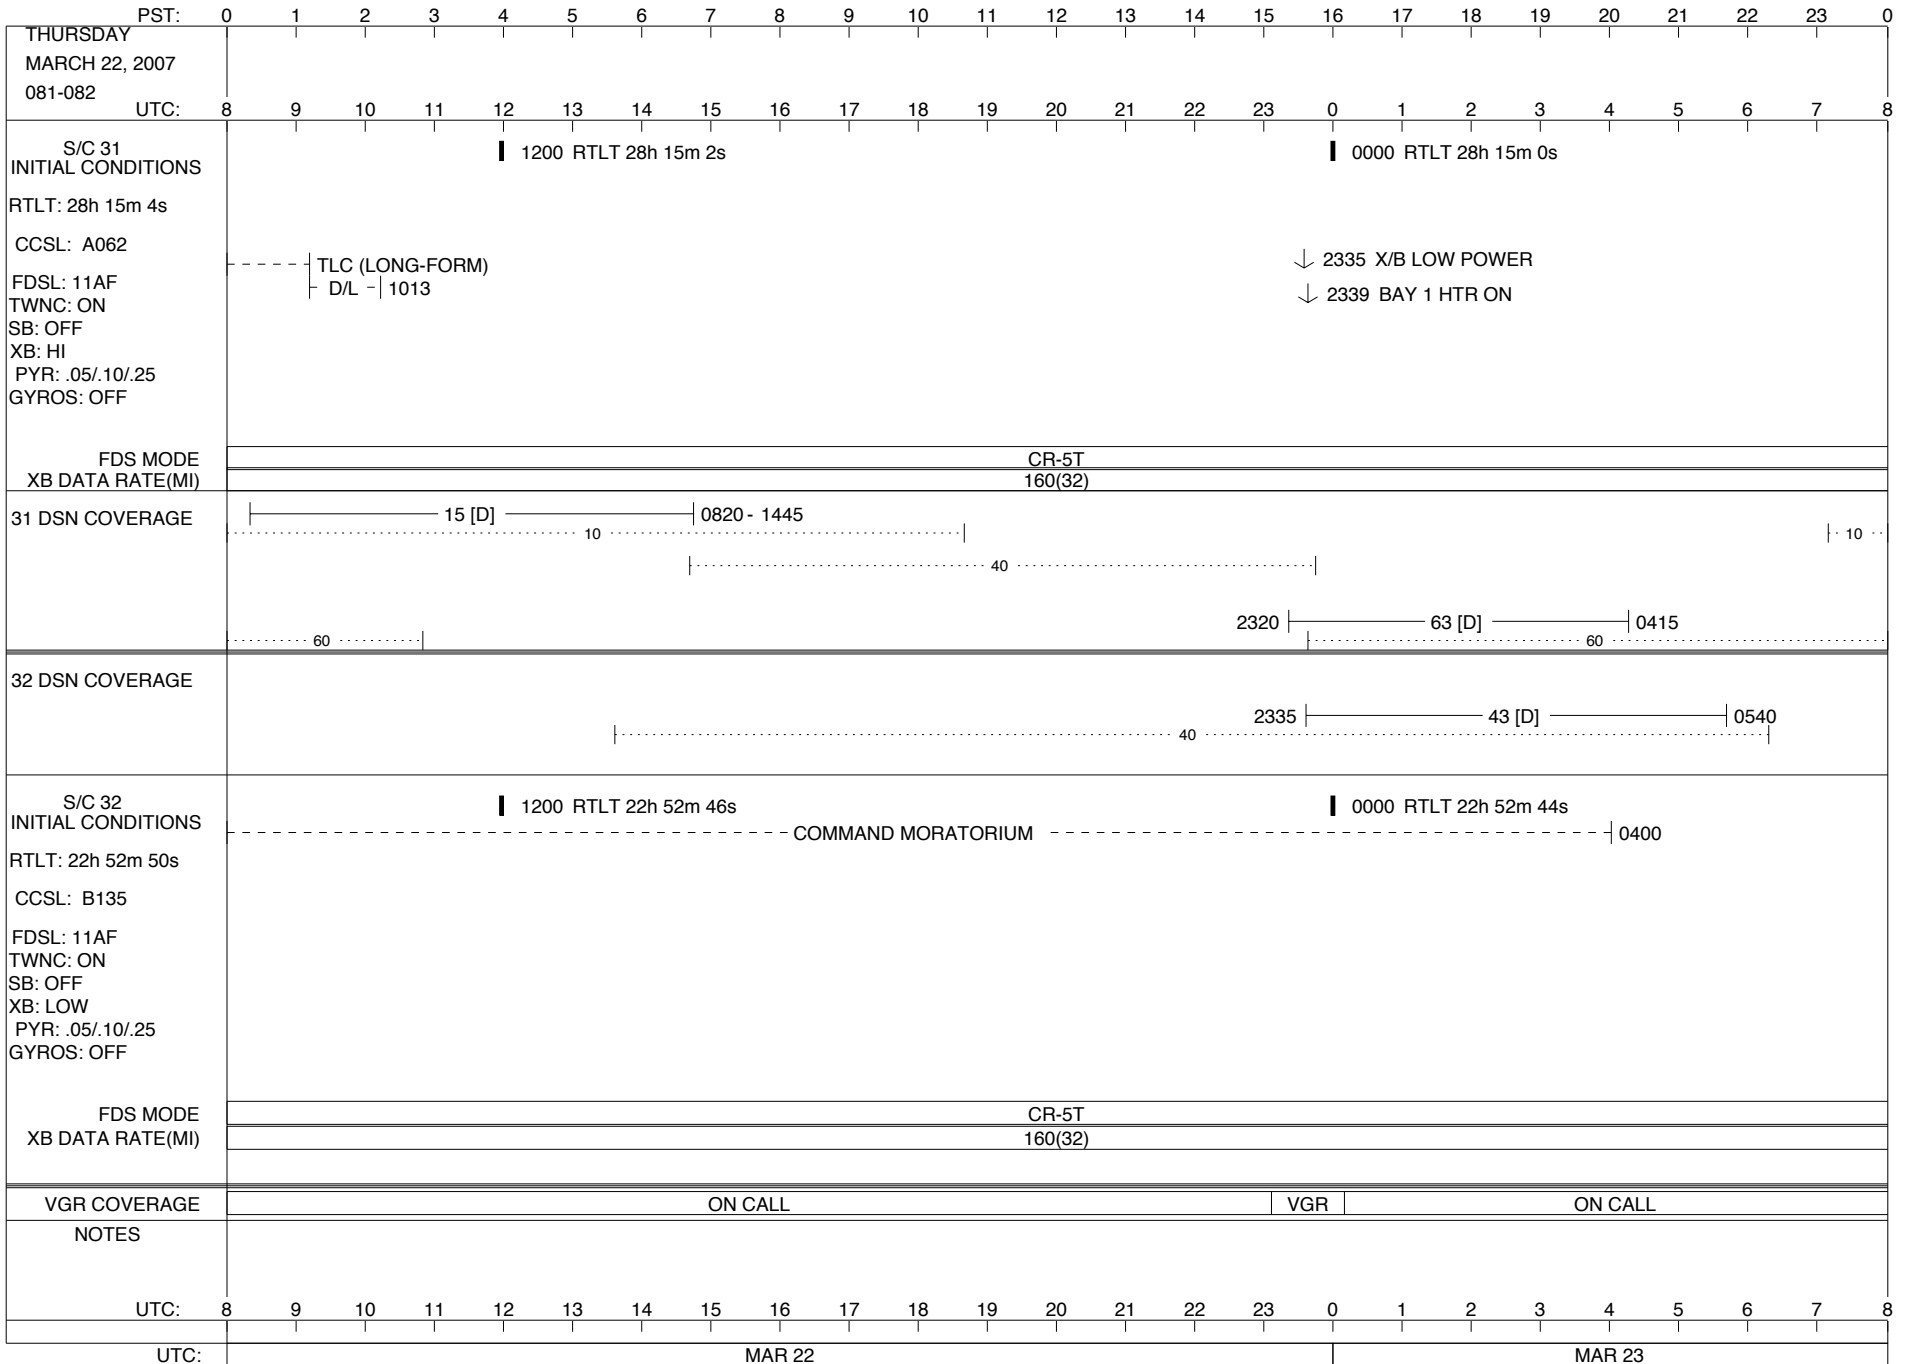 PST: 0 1 2 3 4 5 6 7 8 9 10 11 12 13 14 15 16 17 18 19 20 21 22 23 0
THURSDAY
MARCH 22, 2007
081-082
UTC: 8 9 10 11 12 13 14 15 16 17 18 19 20 21 22 23 0 1 2 3 4 5 6 7 8
S/C 31
INITIAL CONDITIONS
1200 RTLT 28h 15m 2s
0000 RTLT 28h 15m 0s
RTLT: 28h 15m 4s
CCSL: A062
TLC (LONG-FORM)
2335 X/B LOW POWER
FDSL: 11AF
D/L 1013
2339 BAY 1 HTR ON
TWNC: ON
SB: OFF
XB: HI
PYR: .05/.10/.25
GYROS: OFF
FDS MODE CR-5T
XB DATA RATE(MI) 160(32)
31 DSN COVERAGE
15 [D] 0820 - 1445
10 10
40
2320 63 [D] 0415
60 60
32 DSN COVERAGE
2335 43 [D] 0540
40
S/C 32
INITIAL CONDITIONS
1200 RTLT 22h 52m 46s
0000 RTLT 22h 52m 44s
COMMAND MORATORIUM 0400
RTLT: 22h 52m 50s
CCSL: B135
FDSL: 11AF
TWNC: ON
SB: OFF
XB: LOW
PYR: .05/.10/.25
GYROS: OFF
FDS MODE CR-5T
XB DATA RATE(MI) 160(32)
VGR COVERAGE ON CALL VGR ON CALL
NOTES
UTC: 8 9 10 11 12 13 14 15 16 17 18 19 20 21 22 23 0 1 2 3 4 5 6 7 8
UTC: MAR 22 MAR 23